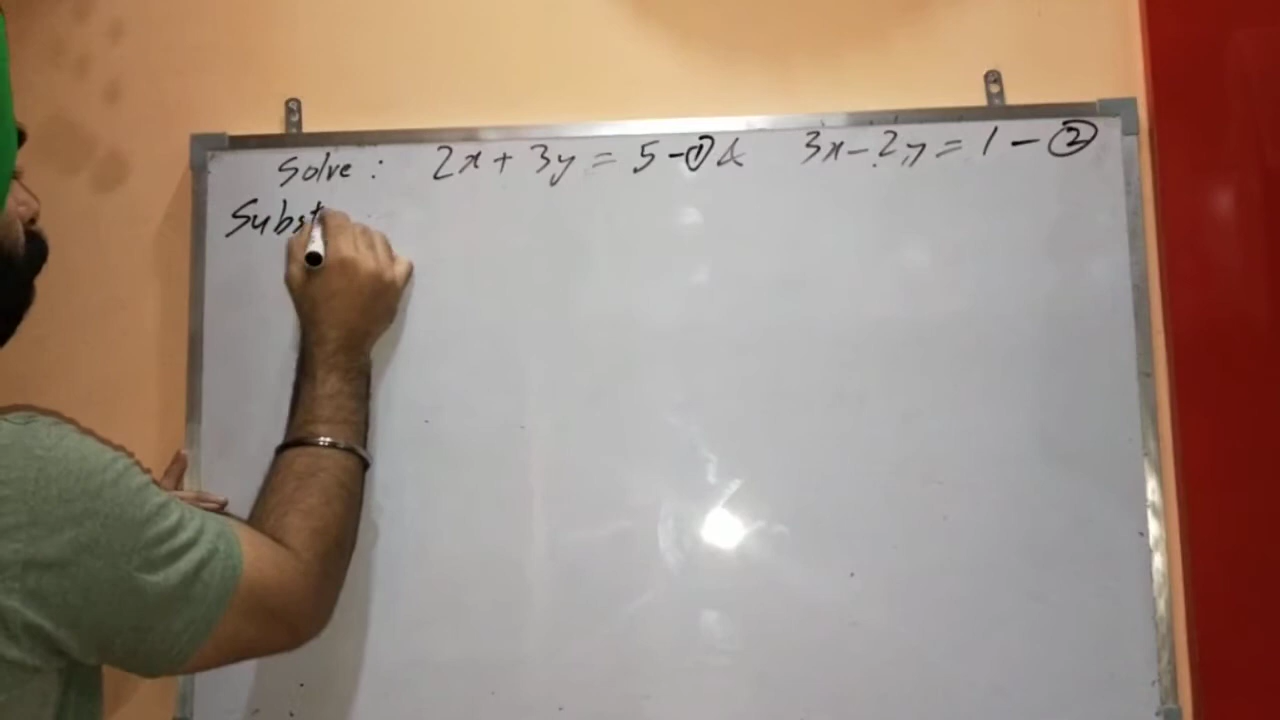 Solve : 2x + 3y = 5 - ① & 3x - 2y = 1 - ②
Subst